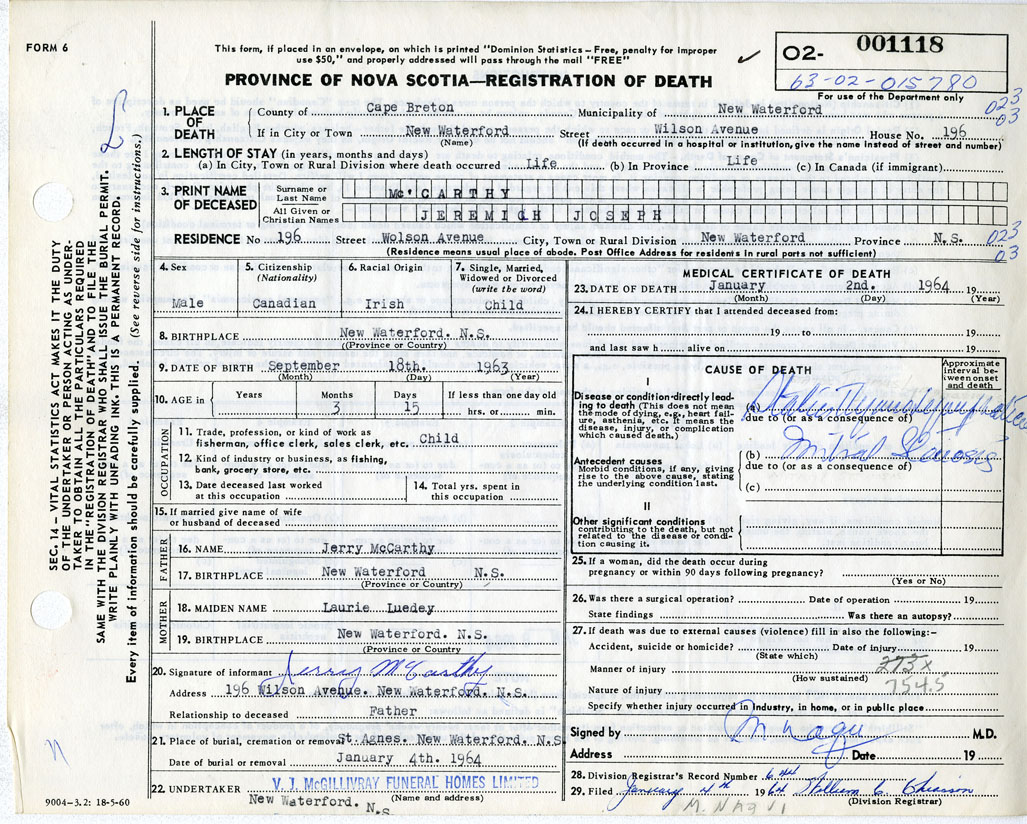 FORM 6
This form, if placed in an envelope, on which is printed "Dominion Statistics – Free, penalty for improper
use $50," and properly addressed will pass through the mail "FREE"
PROVINCE OF NOVA SCOTIA—REGISTRATION OF DEATH
02- 001118
63-02-015780
For use of the Department only
023
03
1. PLACE OF DEATH
County of Cape Breton Municipality of New Waterford
If in City or Town New Waterford Street Wilson Avenue House No. 196
(Name) (If death occurred in a hospital or institution, give the name instead of street and number)
2. LENGTH OF STAY (in years, months and days)
(a) In City, Town or Rural Division where death occurred Life (b) In Province Life (c) In Canada (if immigrant)
3. PRINT NAME OF DECEASED
Surname or Last Name Mc'CARTHY
All Given or Christian Names JEREMIGH JOSEPH
RESIDENCE No 196 Street Wolson Avenue City, Town or Rural Division New Waterford Province N.S.
023
03
(Residence means usual place of abode. Post Office Address for residents in rural parts not sufficient)
4. Sex
Male
5. Citizenship
(Nationality)
Canadian
6. Racial Origin
Irish
7. Single, Married,
Widowed or Divorced
(write the word)
Child
8. BIRTHPLACE New Waterford. N.S.
((Province or Country)
9. DATE OF BIRTH September 18th. 1963
(Month) (Day) (Year)
10. AGE in
Years Months Days If less than one day old
3 15 hrs. or min.
OCCUPATION
11. Trade, profession, or kind of work as
fisherman, office clerk, sales clerk, etc. Child
12. Kind of industry or business, as fishing,
bank, grocery store, etc.
13. Date deceased last worked
at this occupation
14. Total yrs. spent in
this occupation
15. If married give name of wife
or husband of deceased
FATHER
16. NAME Jerry McCarthy
17. BIRTHPLACE New Waterford N.S.
(Province or Country)
MOTHER
18. MAIDEN NAME Laurie Luedey
19. BIRTHPLACE New Waterford. N.S.
(Province or Country
20. Signature of informant Jerry McCarthy
Address 196 Wilson Avenue. New Waterford. N.S.
Relationship to deceased Father
21. Place of burial, cremation or removal St. Agnes. New Waterford. N.S
Date of burial or removal January 4th. 1964
22. UNDERTAKER V. J. McGILLIVRAY FUNERAL HOMES LIMITED
(Name and address)
New Waterford. N.S.
9004-3.2: 18-5-60
MEDICAL CERTIFICATE OF DEATH
23. DATE OF DEATH January 2nd. 1964 19
(Month) (Day) (Year)
24. I HEREBY CERTIFY that I attended deceased from:
19 to 19
and last saw h alive on 19
CAUSE OF DEATH
Approximate
interval be-
tween onset
and death
I
Disease or condition directly lead-
ing to death (This does not mean
the mode of dying, e.g., heart fail-
ure, asthenia, etc. It means the
disease, injury, or complication
which caused death.)
(a)
due to (or as a consequence of)
Antecedent causes
Morbid conditions, if any, giving
rise to the above cause, stating
the underlying condition last.
(b) Mitral Stenosis
due to (or as a consequence of)
(c)
II
Other significant conditions
contributing to the death, but not
related to the disease or condi-
tion causing it.
25. If a woman, did the death occur during
pregnancy or within 90 days following pregnancy?
(Yes or No)
26. Was there a surgical operation? Date of operation 19
State findings Was there an autopsy?
27. If death was due to external causes (violence) fill in also the following:–
Accident, suicide or homicide? Date of injury 19
(State which)
Manner of injury
(How sustained)
273x
754.5
Nature of injury
Specify whether injury occurred Industry, in home, or in public place
Signed by M Naqvi M.D.
Address Date 19
28. Division Registrar's Record Number 644
29. Filed January 4th 1964 William C Chiasson
(Division Registrar)
M. NAQVI
SEC. 14 – VITAL STATISTICS ACT MAKES IT THE DUTY
OF THE UNDERTAKER OR PERSON ACTING AS UNDER-
TAKER TO OBTAIN ALL THE PARTICULARS REQUIRED
IN THE "REGISTRATION OF DEATH" AND TO FILE THE
SAME WITH THE DIVISION REGISTRAR WHO SHALL ISSUE THE BURIAL PERMIT.
WRITE PLAINLY WITH UNFADING INK. THIS IS A PERMANENT RECORD.
Every item of information should be carefully supplied. (See reverse side for instructions.)